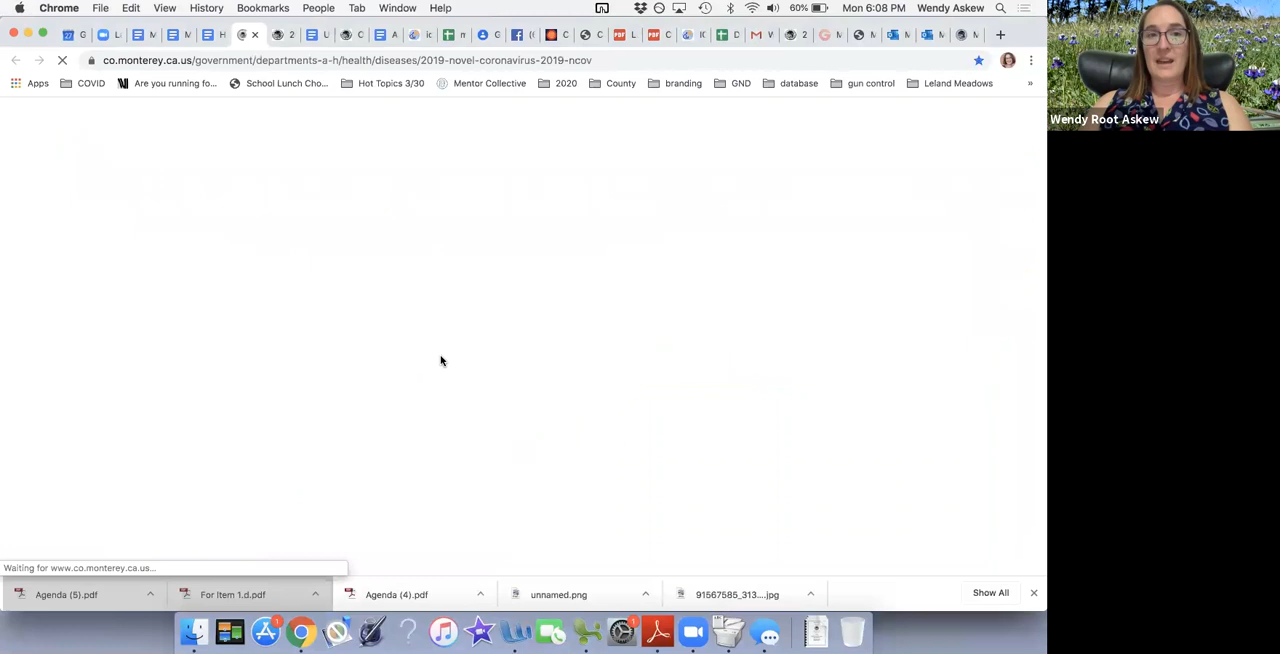 Chrome File Edit View History Bookmarks People Tab Window Help 60% Mon 6:08 PM Wendy Askew
co.monterey.ca.us/government/departments-a-h/health/diseases/2019-novel-coronavirus-2019-ncov
Apps COVID Are you running fo... School Lunch Cho... Hot Topics 3/30 Mentor Collective 2020 County branding GND database gun control Leland Meadows »
Wendy Root Askew
Waiting for www.co.monterey.ca.us...
Agenda (5).pdf For Item 1.d.pdf Agenda (4).pdf unnamed.png 91567585_313....jpg Show All